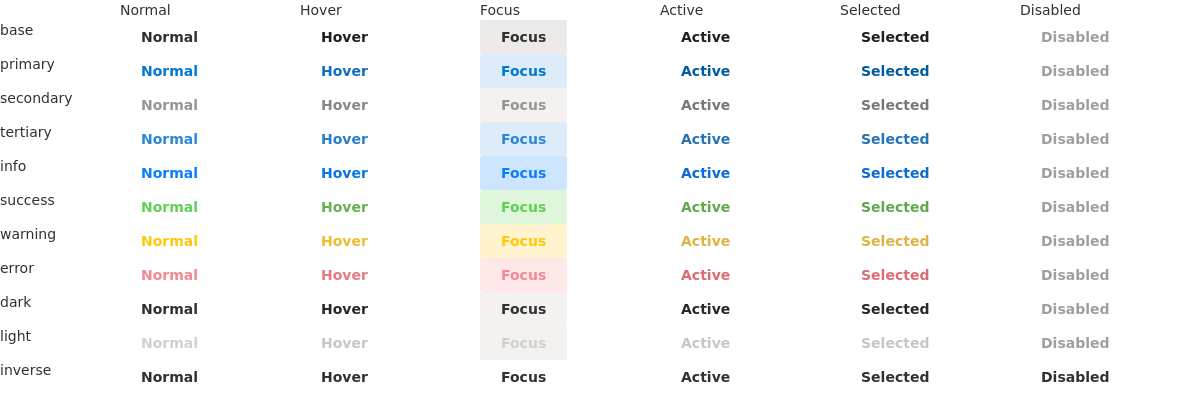 Normal Hover Focus Active Selected Disabled
base Normal Hover Focus Active Selected Disabled
primary Normal Hover Focus Active Selected Disabled
secondary Normal Hover Focus Active Selected Disabled
tertiary Normal Hover Focus Active Selected Disabled
info Normal Hover Focus Active Selected Disabled
success Normal Hover Focus Active Selected Disabled
warning Normal Hover Focus Active Selected Disabled
error Normal Hover Focus Active Selected Disabled
dark Normal Hover Focus Active Selected Disabled
light Normal Hover Focus Active Selected Disabled
inverse Normal Hover Focus Active Selected Disabled